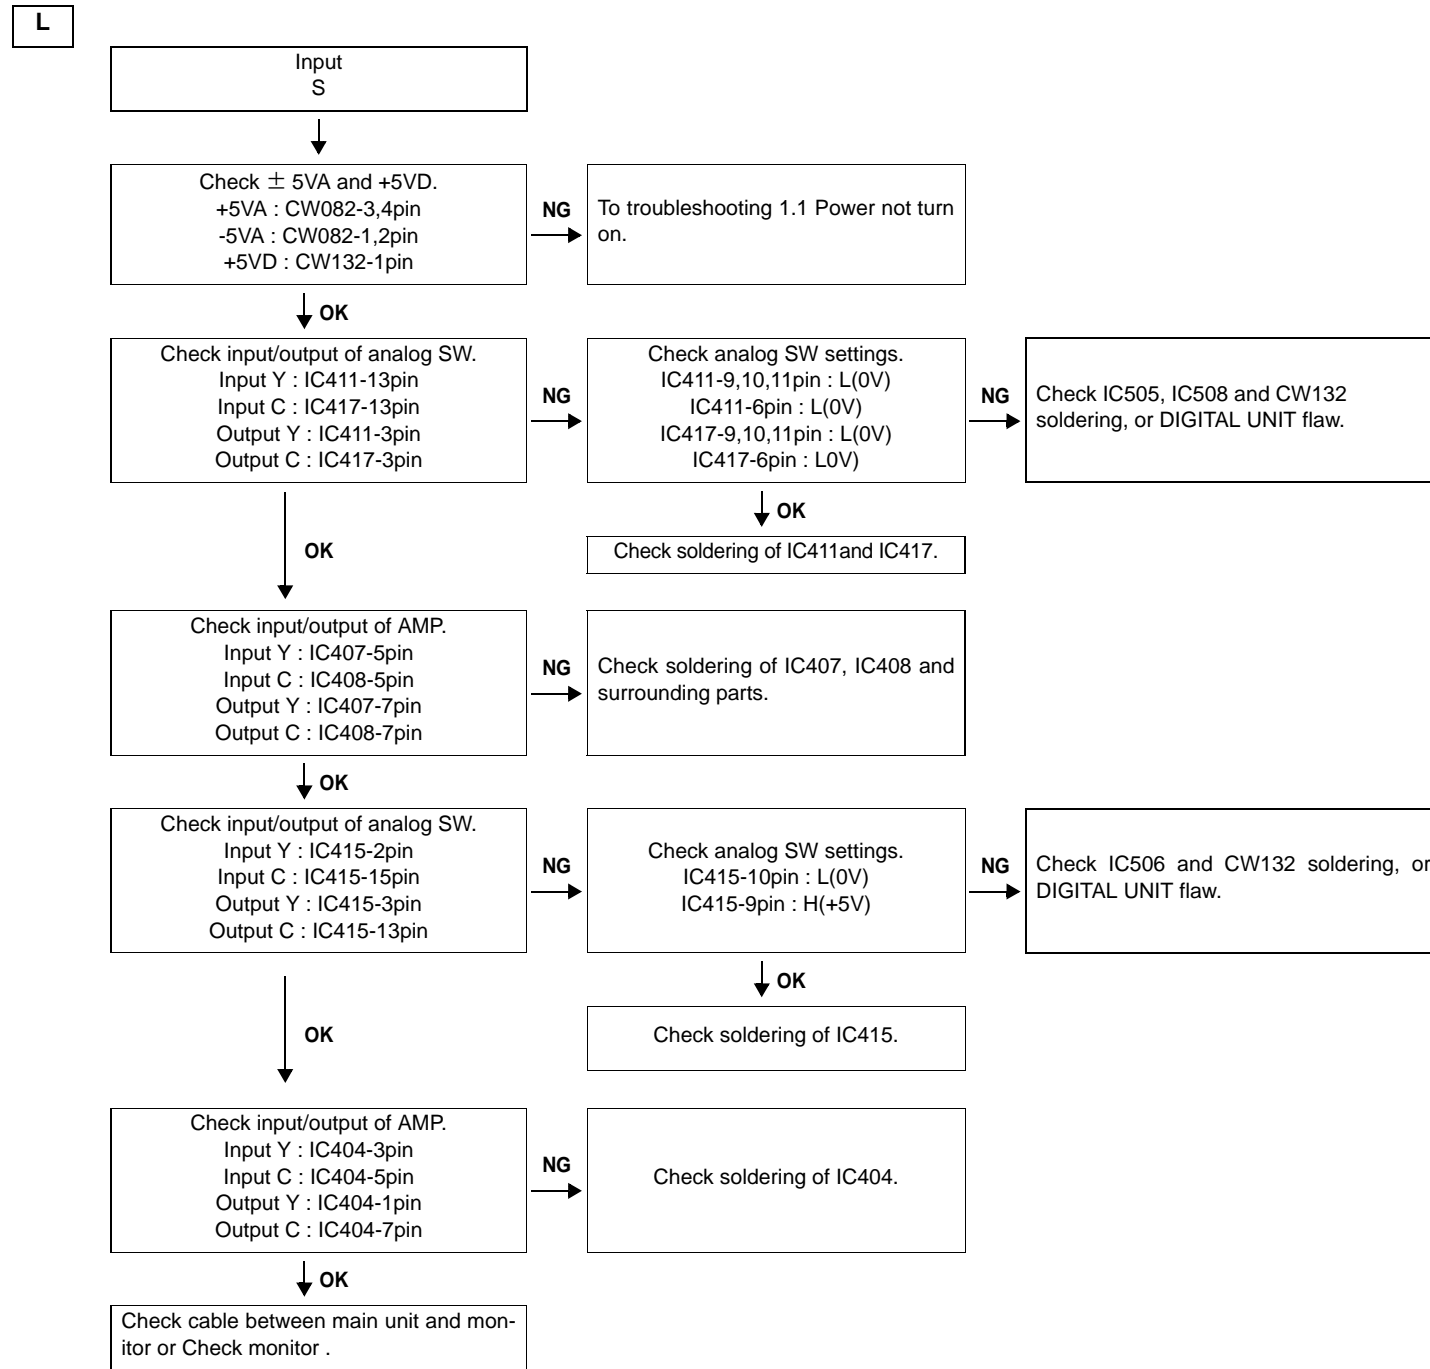 L
Input
S
Check ± 5VA and +5VD.
+5VA : CW082-3,4pin
-5VA : CW082-1,2pin
+5VD : CW132-1pin
NG
To troubleshooting 1.1 Power not turn
on.
OK
Check input/output of analog SW.
Input Y : IC411-13pin
Input C : IC417-13pin
Output Y : IC411-3pin
Output C : IC417-3pin
NG
Check analog SW settings.
IC411-9,10,11pin : L(0V)
IC411-6pin : L(0V)
IC417-9,10,11pin : L(0V)
IC417-6pin : L0V)
NG
Check IC505, IC508 and CW132
soldering, or DIGITAL UNIT flaw.
OK
Check soldering of IC411and IC417.
OK
Check input/output of AMP.
Input Y : IC407-5pin
Input C : IC408-5pin
Output Y : IC407-7pin
Output C : IC408-7pin
NG
Check soldering of IC407, IC408 and
surrounding parts.
OK
Check input/output of analog SW.
Input Y : IC415-2pin
Input C : IC415-15pin
Output Y : IC415-3pin
Output C : IC415-13pin
NG
Check analog SW settings.
IC415-10pin : L(0V)
IC415-9pin : H(+5V)
NG
Check IC506 and CW132 soldering, or
DIGITAL UNIT flaw.
OK
Check soldering of IC415.
OK
Check input/output of AMP.
Input Y : IC404-3pin
Input C : IC404-5pin
Output Y : IC404-1pin
Output C : IC404-7pin
NG
Check soldering of IC404.
OK
Check cable between main unit and mon-
itor or Check monitor .